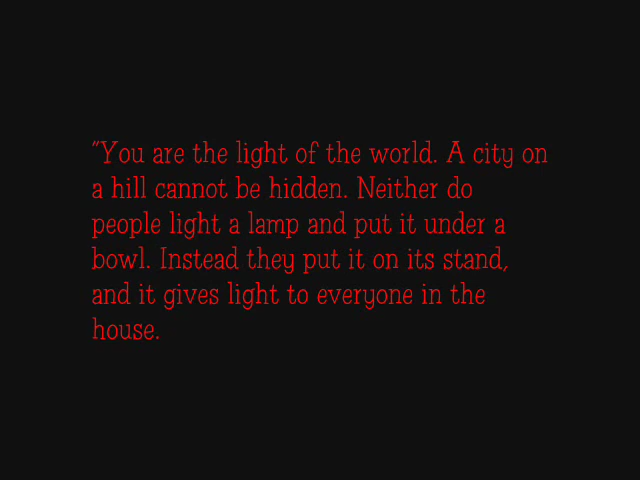 "You are the light of the world. A city on
a hill cannot be hidden. Neither do
people light a lamp and put it under a
bowl. Instead they put it on its stand,
and it gives light to everyone in the
house.